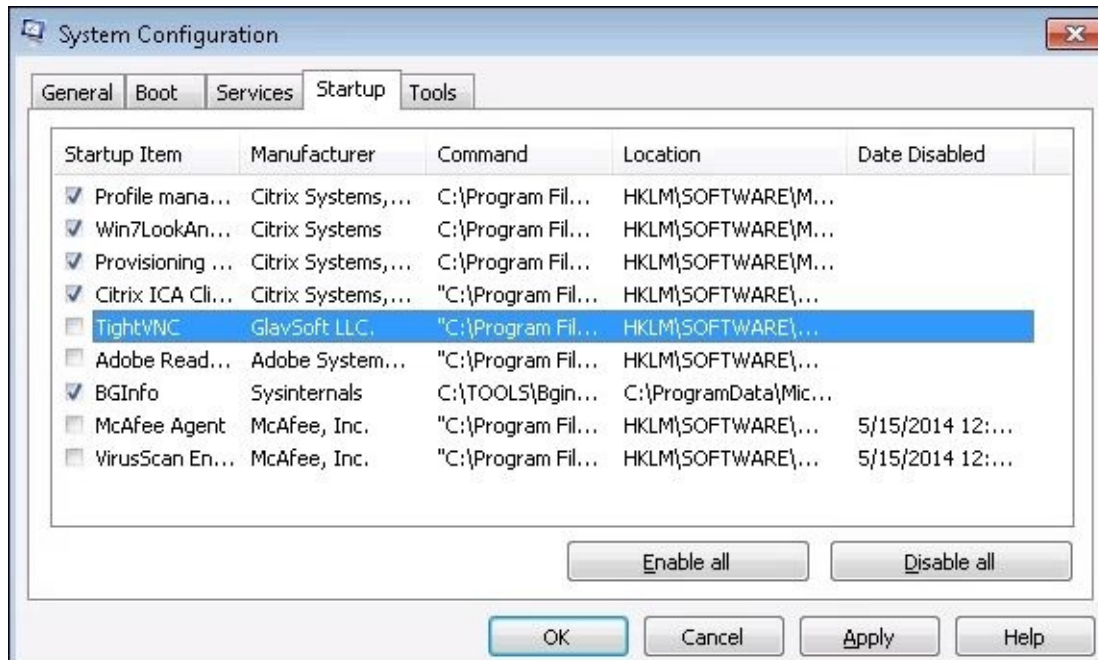 System Configuration
General Boot Services Startup Tools
Startup Item Manufacturer Command Location Date Disabled
Profile mana... Citrix Systems,... C:\Program Fil... HKLM\SOFTWARE\M...
Win7LookAn... Citrix Systems C:\Program Fil... HKLM\SOFTWARE\M...
Provisioning ... Citrix Systems,... C:\Program Fil... HKLM\SOFTWARE\M...
Citrix ICA Cli... Citrix Systems,... "C:\Program Fil... HKLM\SOFTWARE\...
TightVNC GlavSoft LLC. "C:\Program Fil... HKLM\SOFTWARE\...
Adobe Read... Adobe System... "C:\Program Fil... HKLM\SOFTWARE\...
BGInfo Sysinternals C:\TOOLS\Bgin... C:\ProgramData\Mic...
McAfee Agent McAfee, Inc. "C:\Program Fil... HKLM\SOFTWARE\... 5/15/2014 12:...
VirusScan En... McAfee, Inc. "C:\Program Fil... HKLM\SOFTWARE\... 5/15/2014 12:...
Enable all Disable all
OK Cancel Apply Help